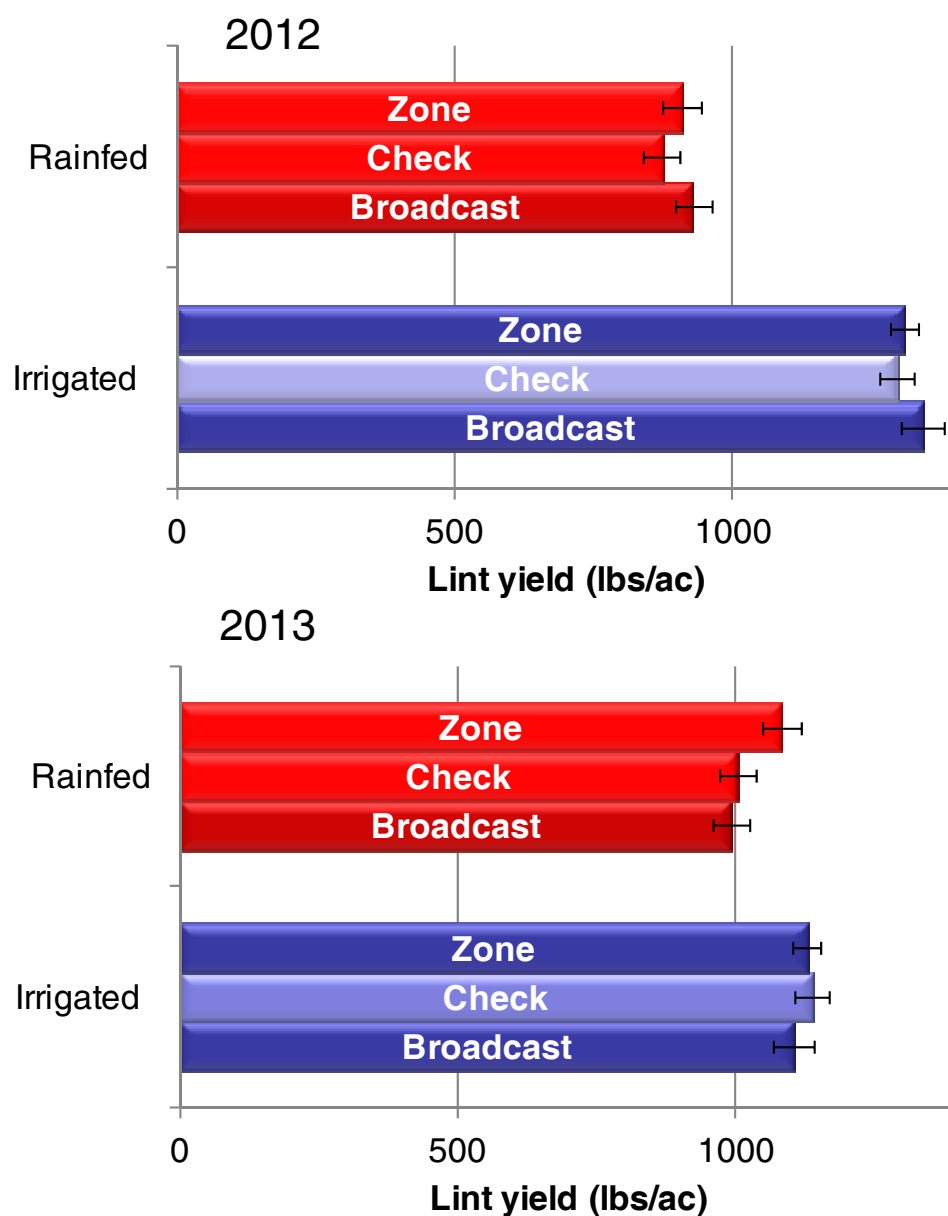 2012
Rainfed
Zone
Check
Broadcast
Irrigated
Zone
Check
Broadcast
0 500 1000
Lint yield (lbs/ac)
2013
Rainfed
Zone
Check
Broadcast
Irrigated
Zone
Check
Broadcast
0 500 1000
Lint yield (lbs/ac)